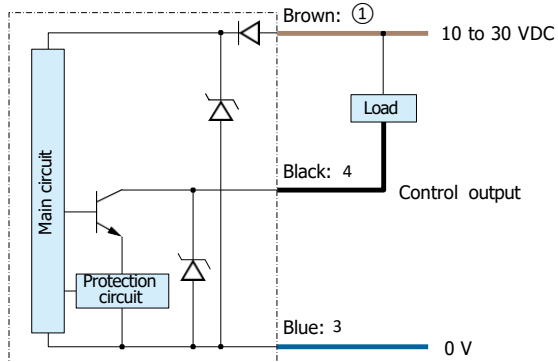 Brown: ①
10 to 30 VDC
Load
Black: 4
Control output
Main circuit
Protection
circuit
Blue: 3
0 V